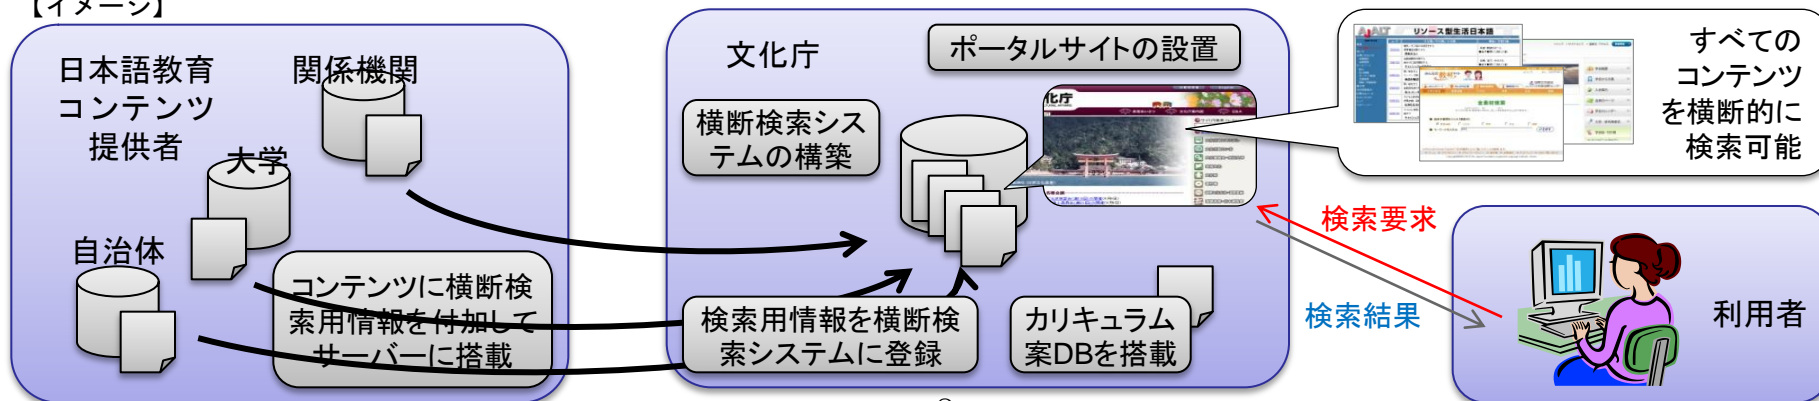 【イメージ】
日本語教育
コンテンツ
提供者
関係機関
大学
自治体
コンテンツに横断検
索用情報を付加して
サーバーに搭載
文化庁
ポータルサイトの設置
横断検索シス
テムの構築
化庁
検索用情報を横断検
索システムに登録
カリキュラム
案DBを搭載
リソース型生活日本語
すべての
コンテンツ
を横断的に
検索可能
検索要求
検索結果
利用者